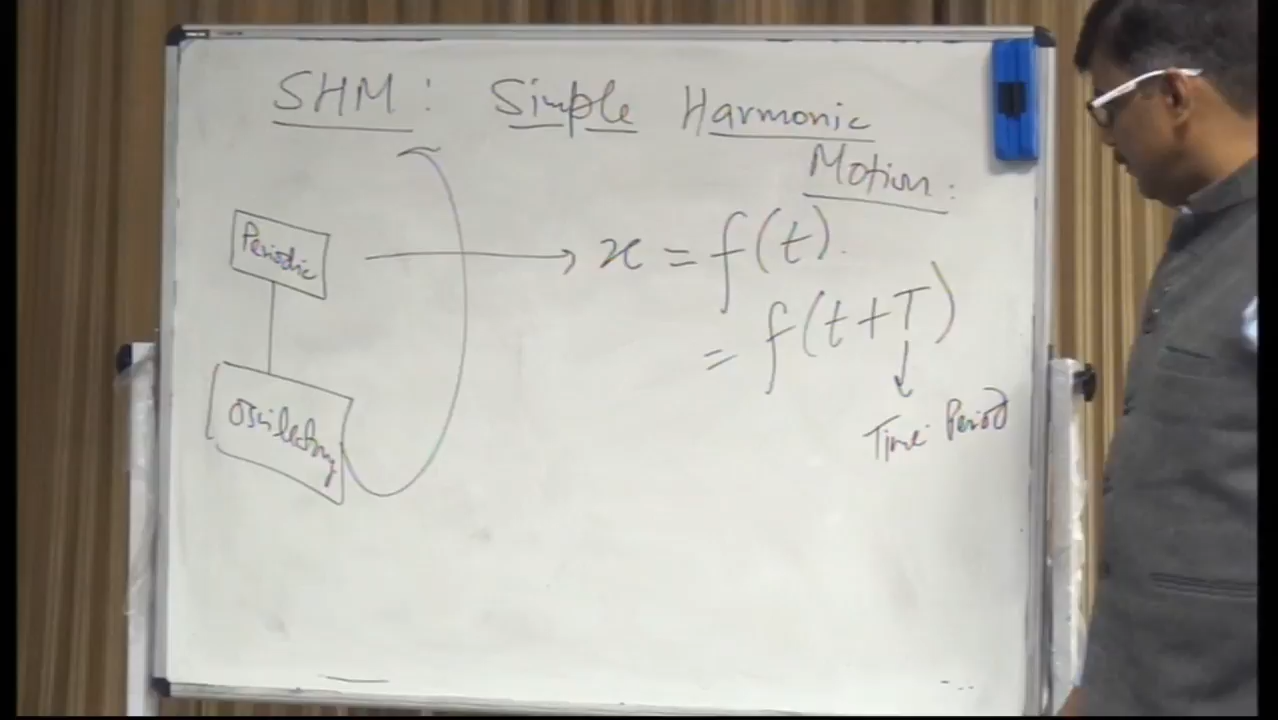 SHM : Simple Harmonic
Motion :
Periodic
x = f(t).
= f(t+T)
Oscillatory
Time Period